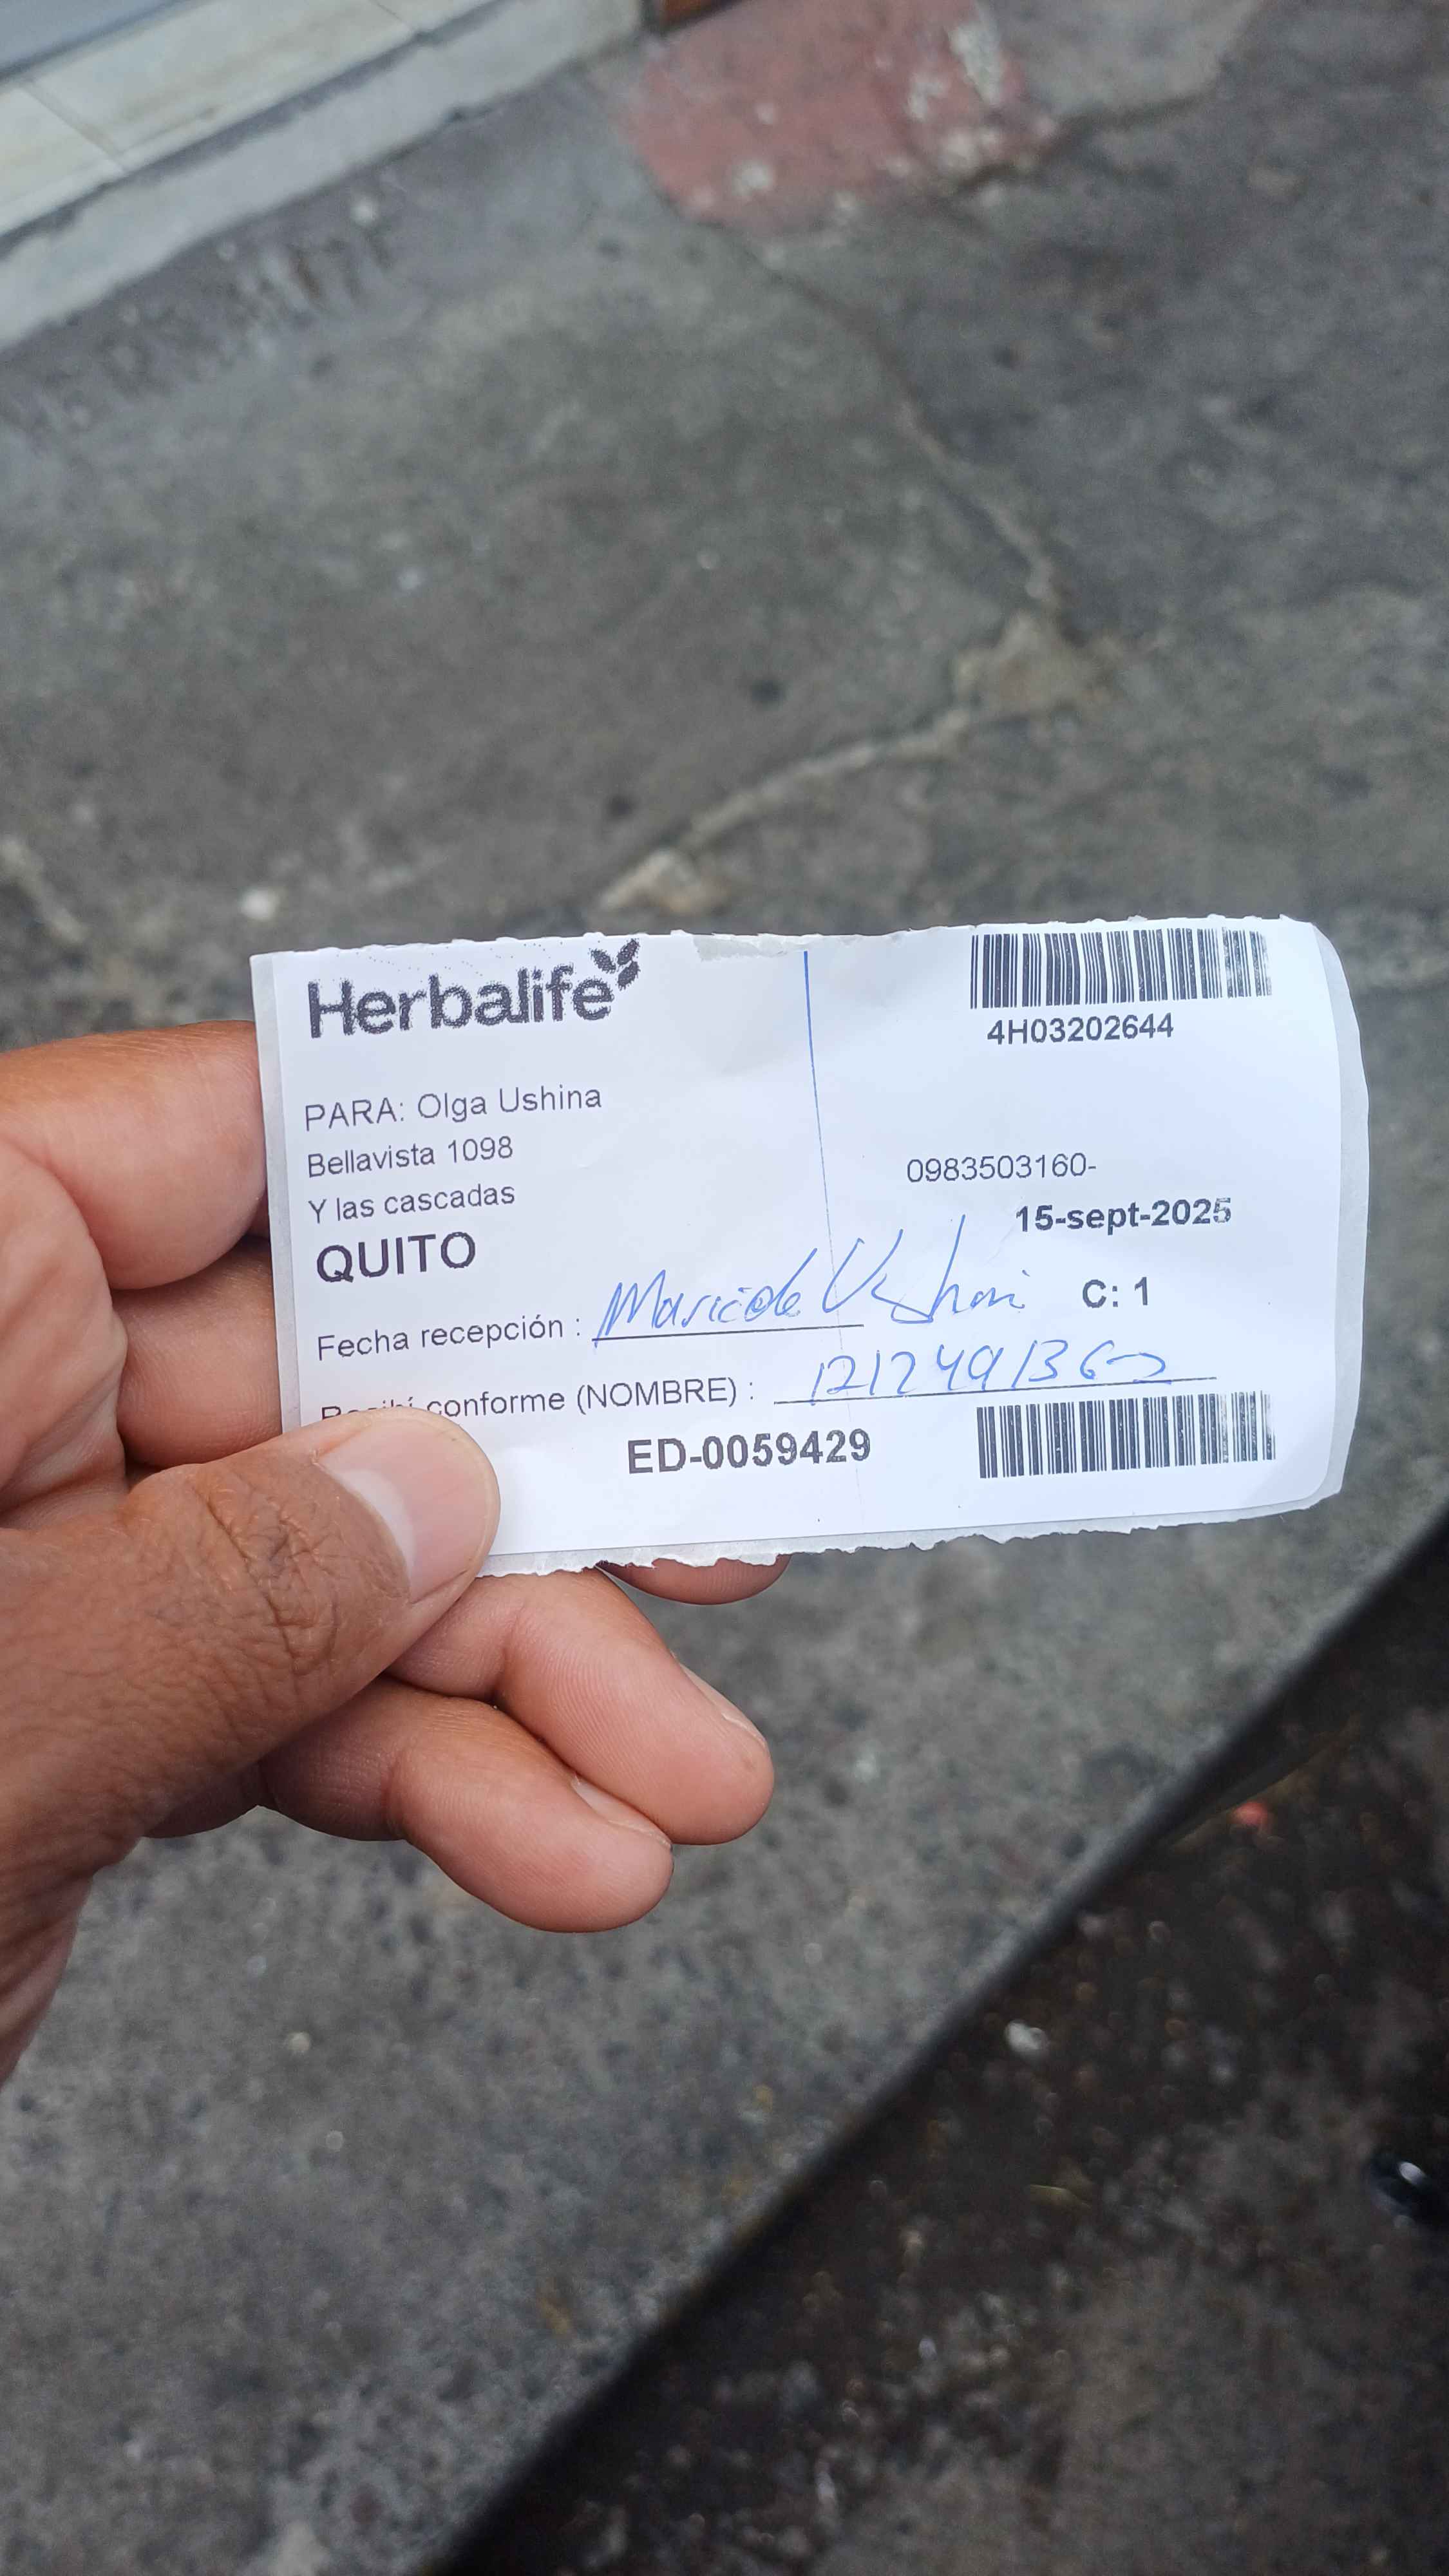 Herbalife
4H03202644
PARA: Olga Ushina
Bellavista 1098
Y las cascadas
QUITO
0983503160-
15-sept-2025
C: 1
Fecha recepción :
conforme (NOMBRE) :
ED-0059429